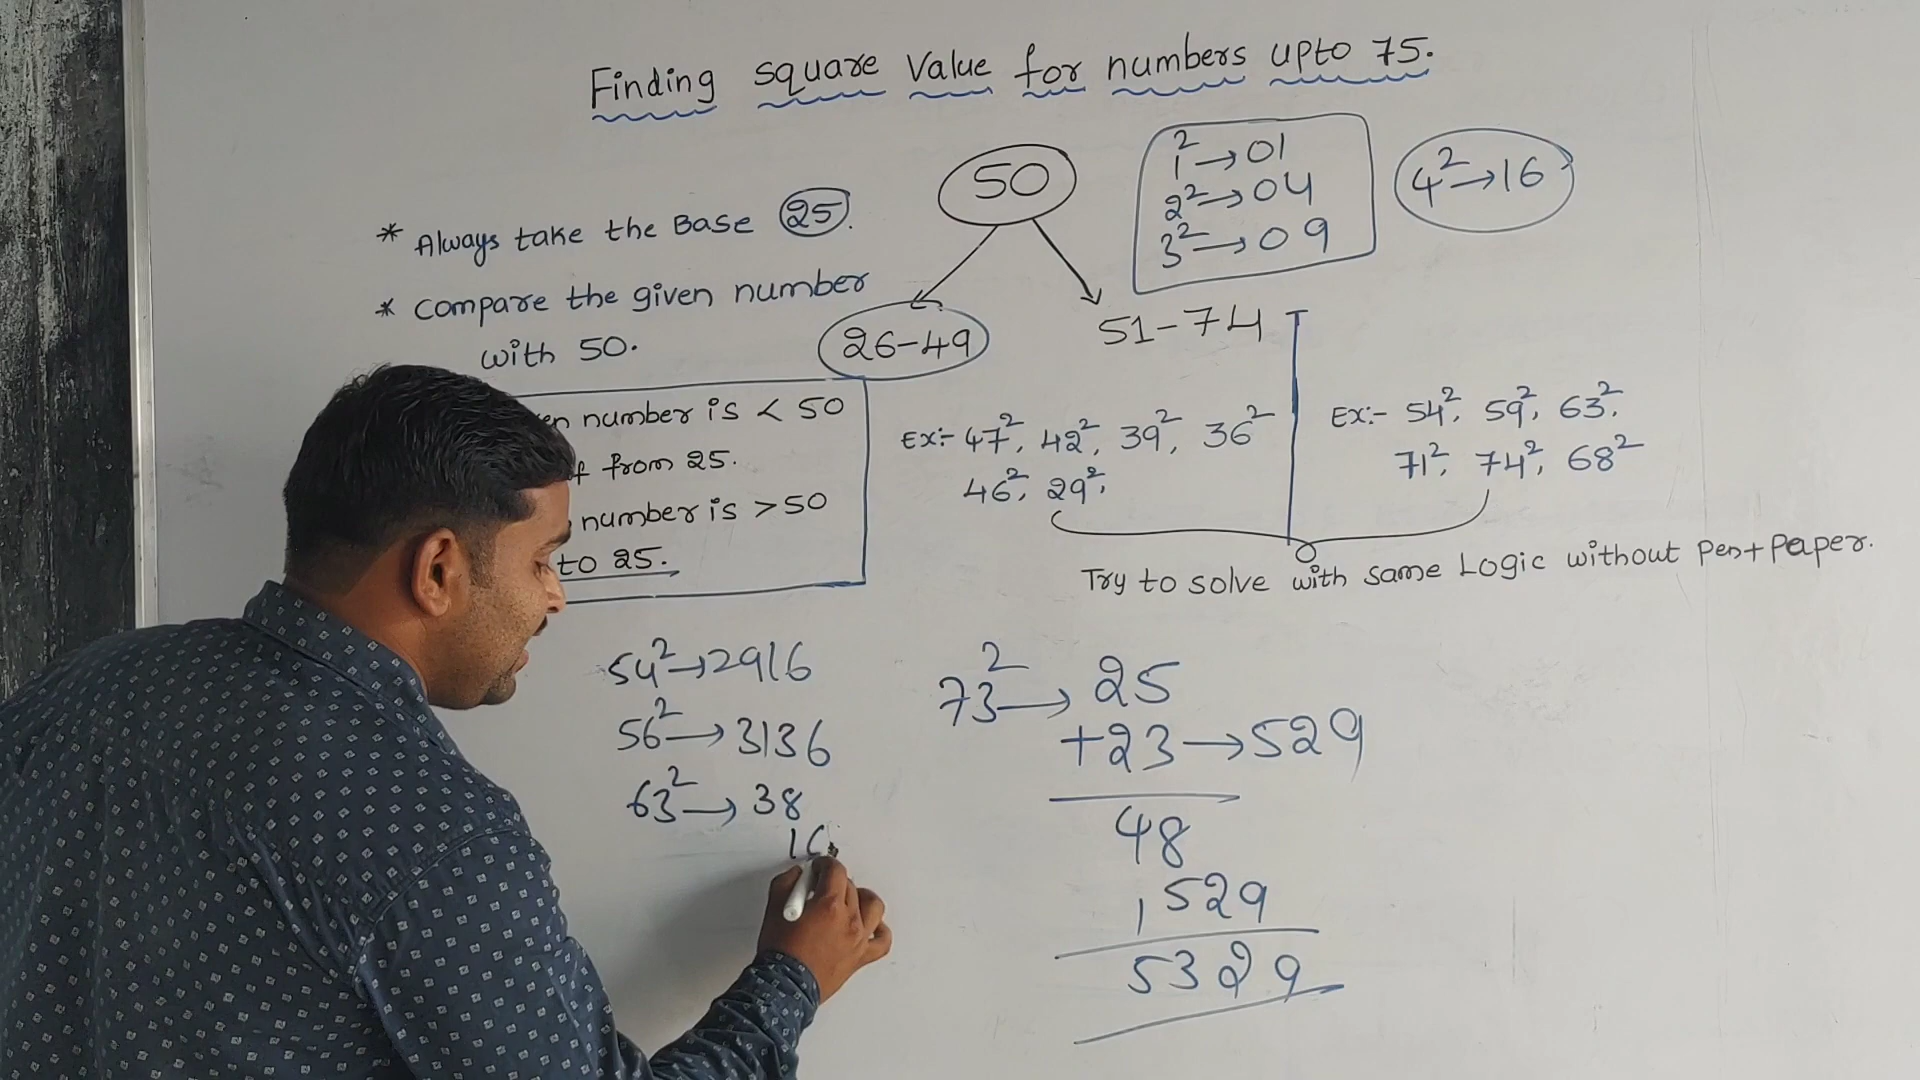 Finding square Value for numbers upto 75.
* Always take the Base 25.
* compare the given number
with 50.
number is < 50
from 25.
number is > 50
to 25.
50
26-49
51-74
1² → 01
2² → 04
3² → 09
4² → 16
Ex:- 47², 42², 39², 36²
46², 29²,
Ex:- 54², 59², 63²,
71², 74², 68²
Try to solve with same Logic without Pen + Paper.
54² → 2916
56² → 3136
63² → 38
16
73² → 25
+23 → 529
48
1 529
5329